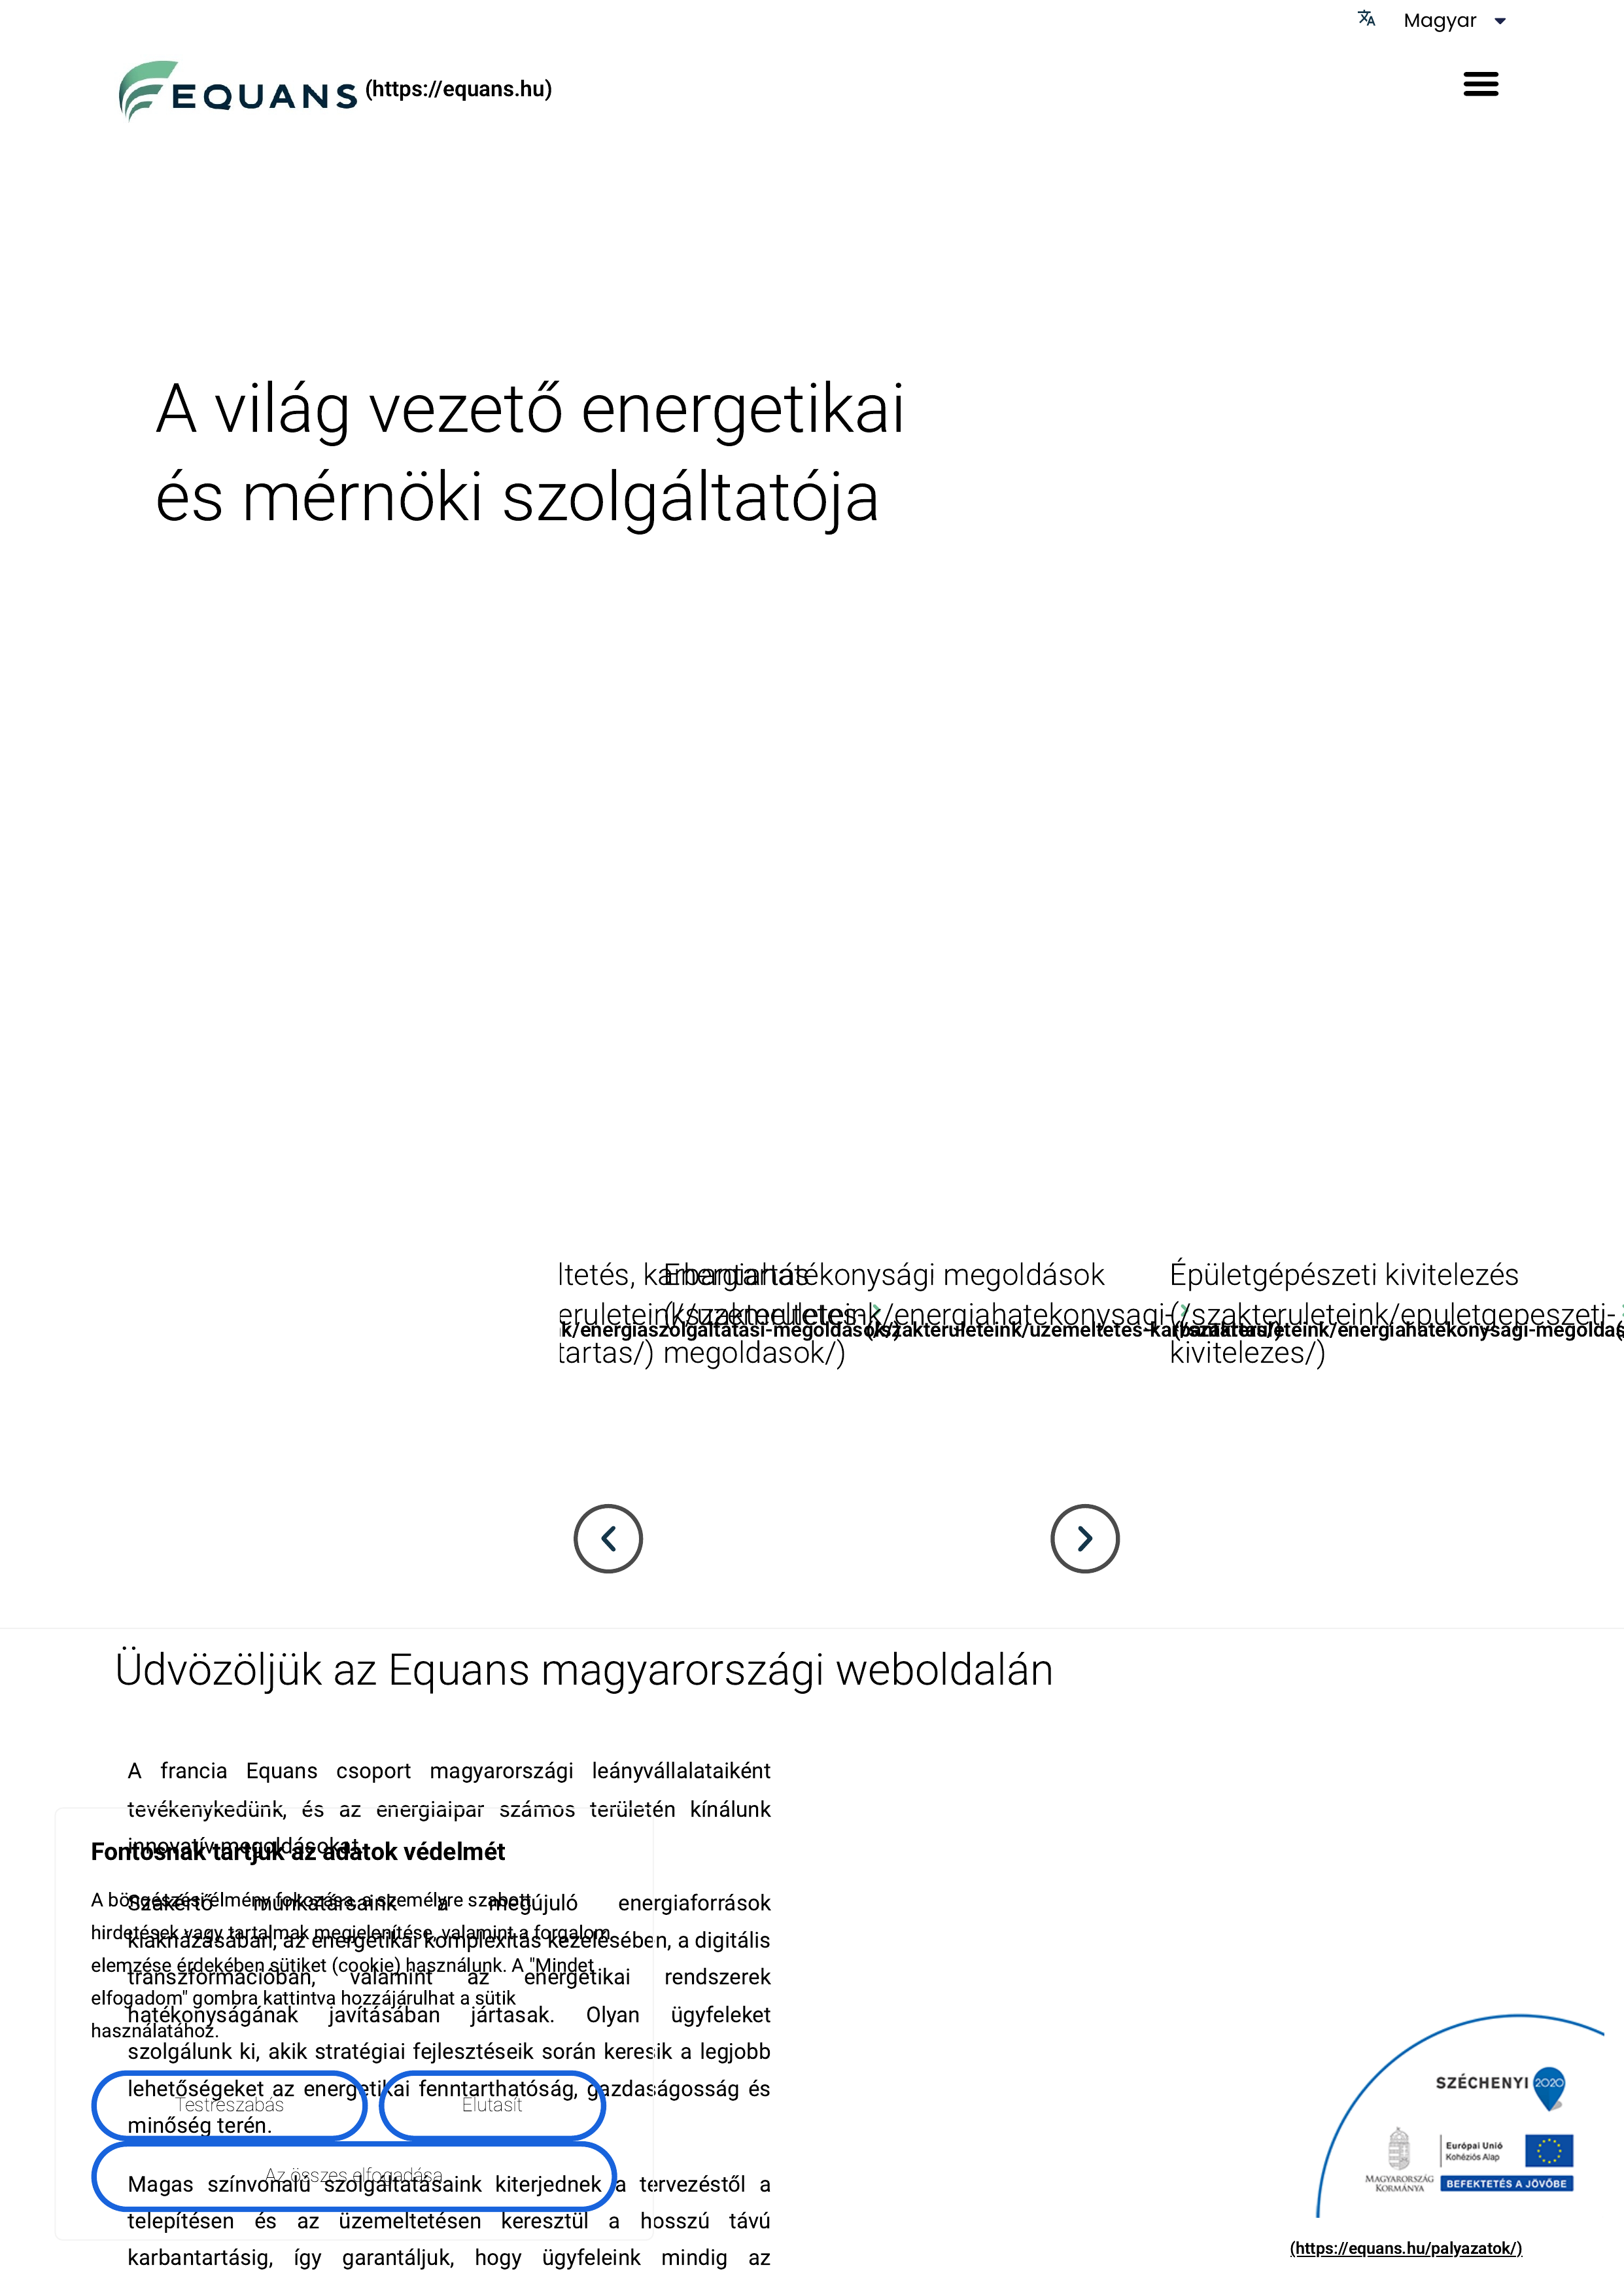 Magyar
EQUANS (https://equans.hu)
A világ vezető energetikai
és mérnöki szolgáltatója
ltetés, karbantartás
eruleteink/uzemeltetes-
tartas/)
k/energiaszolgaltatasi-megoldasok/)
Energiahatékonysági megoldások
(/szakteruleteink/energiahatekonysagi-
megoldasok/)
(/szakteruleteink/uzemeltetes-karbantartas/)
Épületgépészeti kivitelezés
(/szakteruleteink/epuletgepeszeti-
kivitelezes/)
(/szakteruleteink/energiahatekonysagi-megoldas
Üdvözöljük az Equans magyarországi weboldalán
A francia Equans csoport magyarországi leányvállalataiként
tevékenykedünk, és az energiaipar számos területén kínálunk
innovatív megoldásokat.
Szakértő munkatársaink a megújuló energiaforrások
kiaknázásában, az energetikai komplexitás kezelésében, a digitális
transzformációban, valamint az energetikai rendszerek
hatékonyságának javításában jártasak. Olyan ügyfeleket
szolgálunk ki, akik stratégiai fejlesztéseik során keresik a legjobb
lehetőségeket az energetikai fenntarthatóság, gazdaságosság és
minőség terén.
Magas színvonalú szolgáltatásaink kiterjednek a tervezéstől a
telepítésen és az üzemeltetésen keresztül a hosszú távú
karbantartásig, így garantáljuk, hogy ügyfeleink mindig az
Fontosnak tartjuk az adatok védelmét
A böngészési élmény fokozása, a személyre szabott
hirdetések vagy tartalmak megjelenítése, valamint a forgalom
elemzése érdekében sütiket (cookie) használunk. A "Mindet
elfogadom" gombra kattintva hozzájárulhat a sütik
használatához.
Testreszabás
Elutasít
Az összes elfogadása
SZÉCHENYI 2020
MAGYARORSZÁG
KORMÁNYA
Európai Unió
Kohéziós Alap
BEFEKTETÉS A JÖVŐBE
(https://equans.hu/palyazatok/)